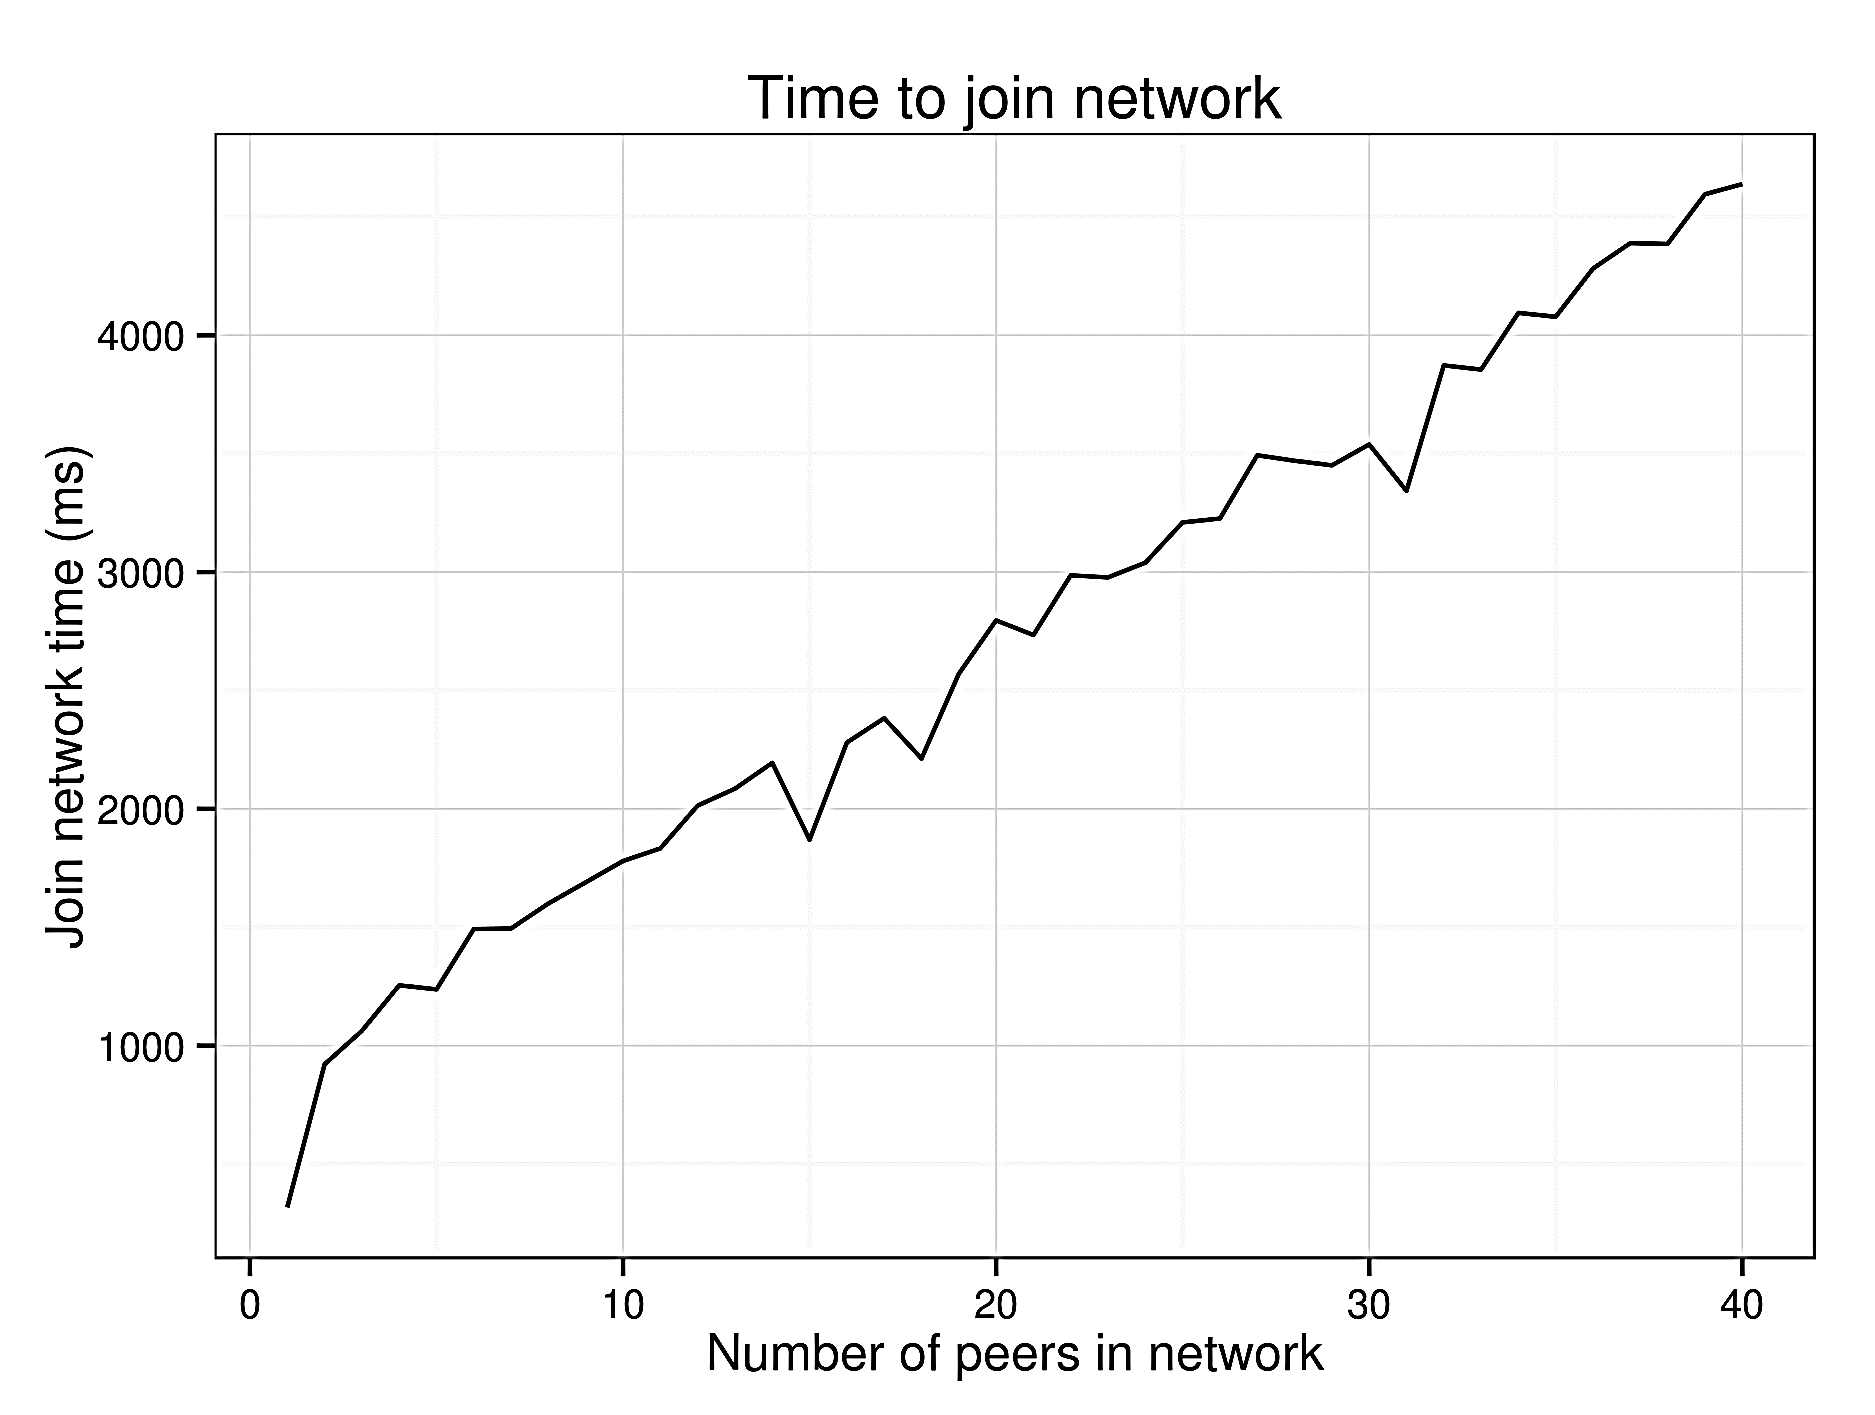 Time to join network
Join network time (ms)
4000
3000
2000
1000
0 10 20 30 40
Number of peers in network